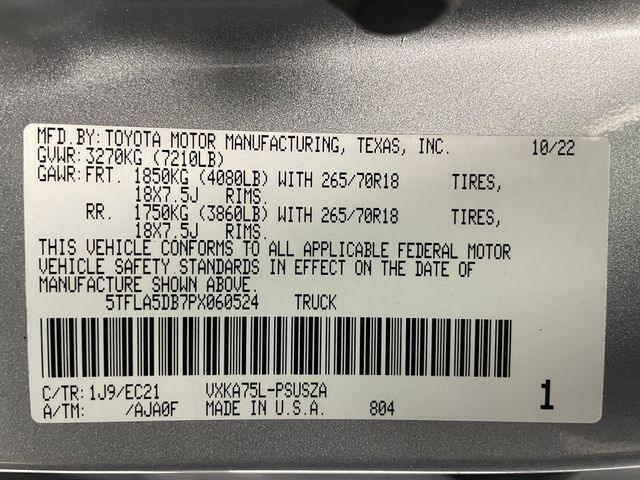 MFD.BY:TOYOTA MOTOR MANUFACTURING, TEXAS, INC. 10/22
GVWR:3270KG (7210LB)
GAWR:FRT. 1850KG (4080LB) WITH 265/70R18 TIRES,
18X7.5J RIMS.
RR. 1750KG (3860LB) WITH 265/70R18 TIRES,
18X7.5J RIMS.
THIS VEHICLE CONFORMS TO ALL APPLICABLE FEDERAL MOTOR
VEHICLE SAFETY STANDARDS IN EFFECT ON THE DATE OF
MANUFACTURE SHOWN ABOVE.
5TFLA5DB7PX060524 TRUCK
C/TR:1J9/EC21 VXKA75L-PSUSZA
A/TM: /AJA0F MADE IN U.S.A. 804 1